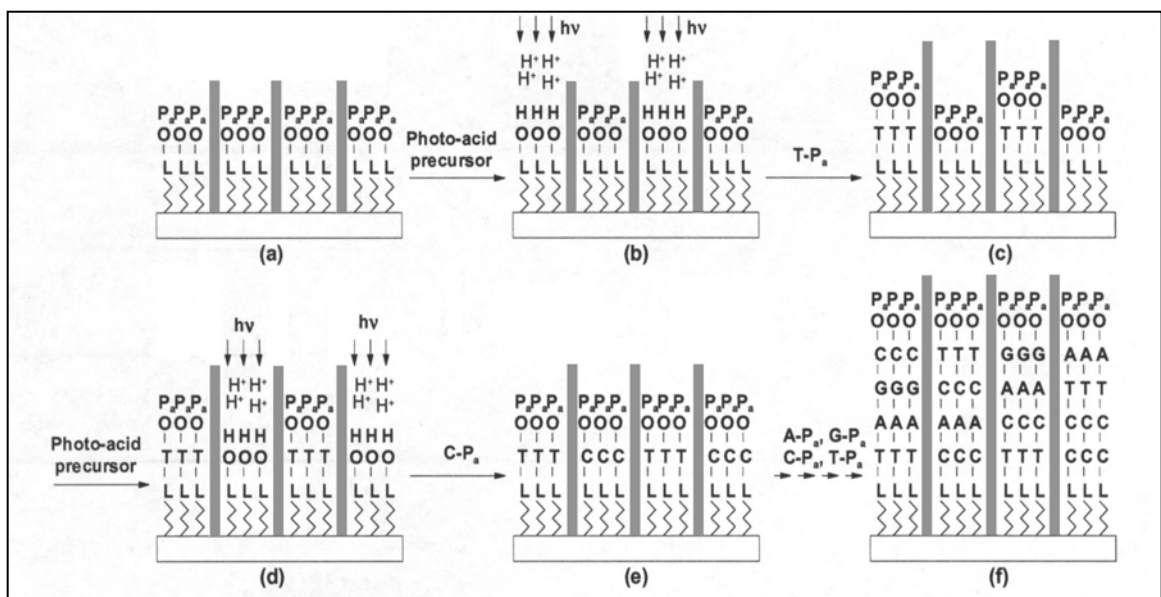 PₐPₐPₐ PₐPₐPₐ PₐPₐPₐ PₐPₐPₐ
OOO OOO OOO OOO
LLL LLL LLL LLL
(a)
Photo-acid
precursor
hν hν
H⁺H⁺ H⁺H⁺
H⁺H⁺ H⁺H⁺
HHH PₐPₐPₐ HHH PₐPₐPₐ
OOO OOO OOO OOO
LLL LLL LLL LLL
(b)
T-Pₐ
PₐPₐPₐ PₐPₐPₐ
OOO PₐPₐPₐ OOO PₐPₐPₐ
TTT OOO TTT OOO
LLL LLL LLL LLL
(c)
Photo-acid
precursor
hν hν
H⁺H⁺ H⁺H⁺
H⁺H⁺ H⁺H⁺
PₐPₐPₐ PₐPₐPₐ
OOO HHH OOO HHH
TTT OOO TTT OOO
LLL LLL LLL LLL
(d)
C-Pₐ
PₐPₐPₐ PₐPₐPₐ PₐPₐPₐ PₐPₐPₐ
OOO OOO OOO OOO
TTT CCC TTT CCC
LLL LLL LLL LLL
(e)
A-Pₐ, G-Pₐ
C-Pₐ, T-Pₐ
PₐPₐPₐ PₐPₐPₐ PₐPₐPₐ PₐPₐPₐ
OOO OOO OOO OOO
CCC TTT GGG AAA
GGG CCC AAA TTT
AAA AAA CCC CCC
TTT CCC TTT CCC
LLL LLL LLL LLL
(f)